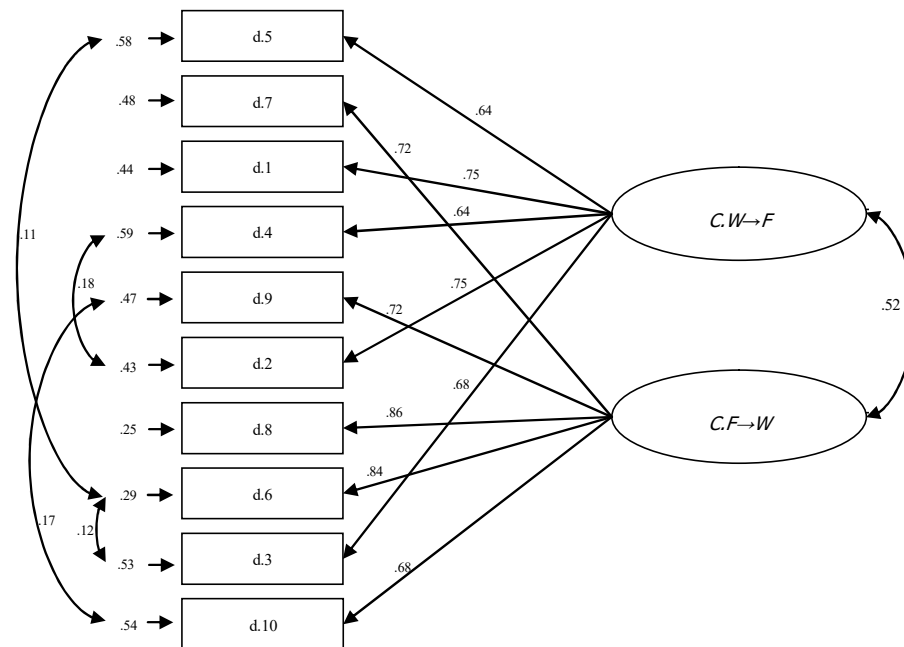 .58
d.5
.48
d.7
.64
.72
.44
d.1
.75
C.W→F
.64
.59
d.4
.11
.18
.75
.47
d.9
.72
.52
.43
d.2
.68
.86
.25
d.8
C.F→W
.84
.29
d.6
.17
.12
.53
d.3
.68
.54
d.10